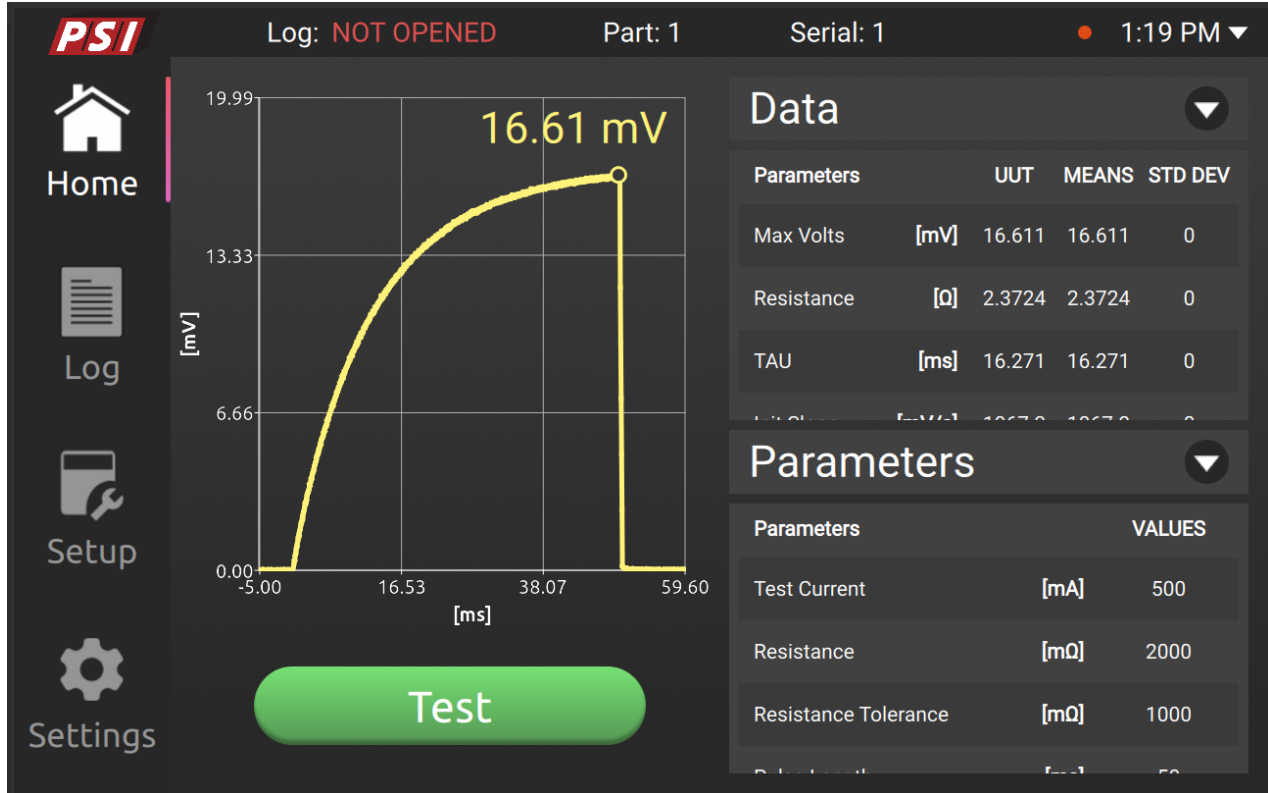 PSI
Log: NOT OPENED Part: 1 Serial: 1 1:19 PM
Home
Log
Setup
Settings
16.61 mV
19.99
13.33
6.66
0.00
[mV]
-5.00 16.53 38.07 59.60
[ms]
Test
Data
Parameters UUT MEANS STD DEV
Max Volts [mV] 16.611 16.611 0
Resistance [Ω] 2.3724 2.3724 0
TAU [ms] 16.271 16.271 0
Parameters
Parameters VALUES
Test Current [mA] 500
Resistance [mΩ] 2000
Resistance Tolerance [mΩ] 1000